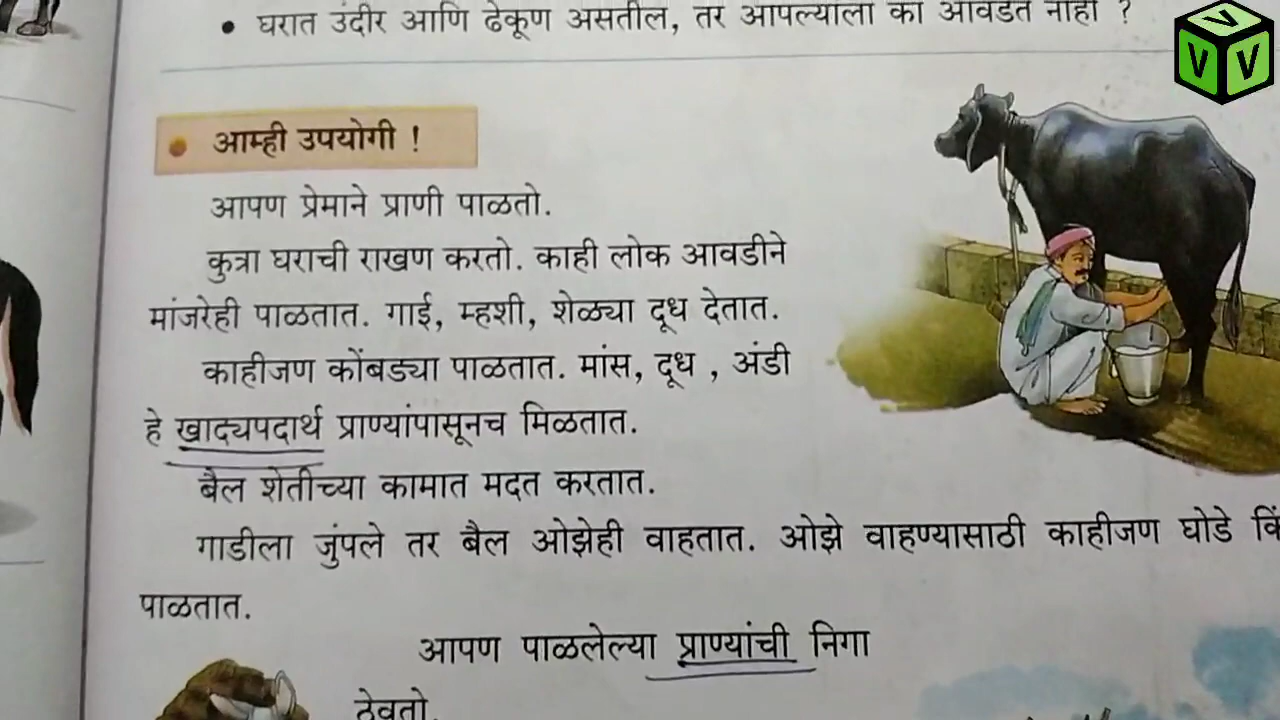 • घरात उंदीर आणि ढेकूण असतील, तर आपल्याला का आवडत नाही ?
• आम्ही उपयोगी !
आपण प्रेमाने प्राणी पाळतो.
कुत्रा घराची राखण करतो. काही लोक आवडीने
मांजरेही पाळतात. गाई, म्हशी, शेळ्या दूध देतात.
काहीजण कोंबड्या पाळतात. मांस, दूध , अंडी
हे खाद्यपदार्थ प्राण्यांपासूनच मिळतात.
बैल शेतीच्या कामात मदत करतात.
गाडीला जुंपले तर बैल ओझेही वाहतात. ओझे वाहण्यासाठी काहीजण घोडे
पाळतात.
आपण पाळलेल्या प्राण्यांची निगा
ठेवतो.
V V V